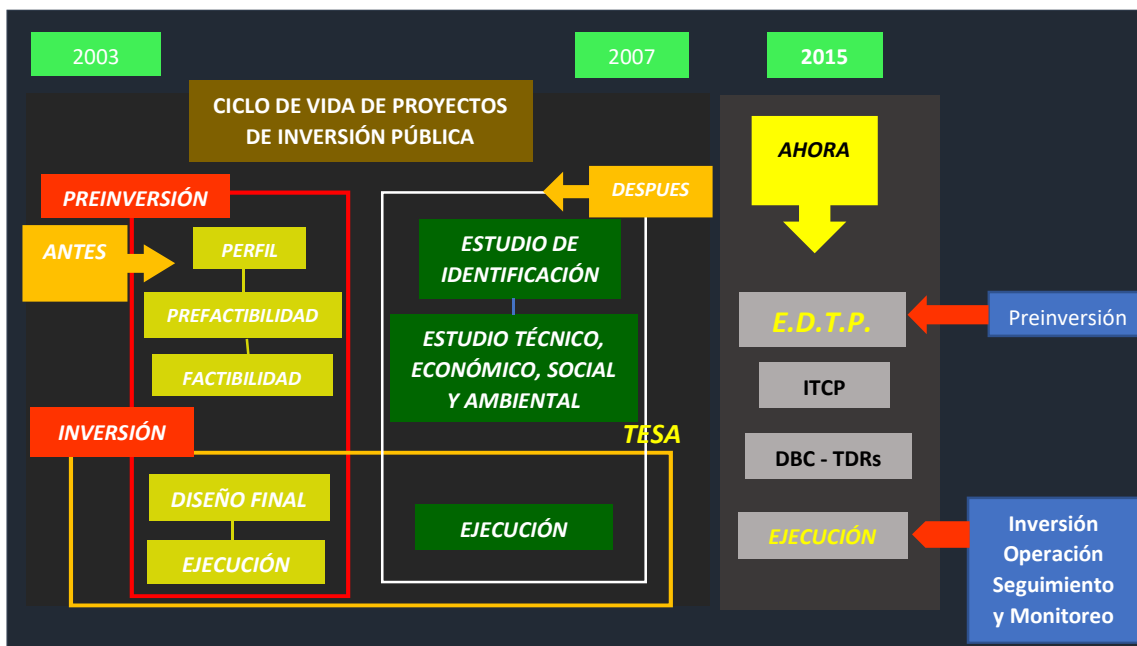 2003
2007
2015
CICLO DE VIDA DE PROYECTOS
DE INVERSIÓN PÚBLICA
AHORA
PREINVERSIÓN
DESPUES
ANTES
PERFIL
PREFACTIBILIDAD
FACTIBILIDAD
ESTUDIO DE
IDENTIFICACIÓN
ESTUDIO TÉCNICO,
ECONÓMICO, SOCIAL
Y AMBIENTAL
TESA
INVERSIÓN
DISEÑO FINAL
EJECUCIÓN
EJECUCIÓN
E.D.T.P.
Preinversión
ITCP
DBC - TDRs
EJECUCIÓN
Inversión
Operación
Seguimiento
y Monitoreo